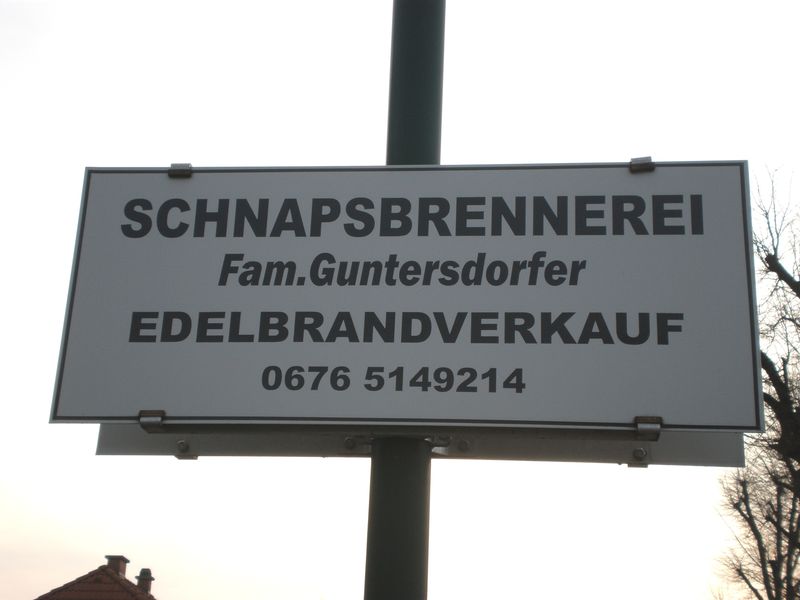 SCHNAPSBRENNEREI
Fam.Guntersdorfer
EDELBRANDVERKAUF
0676 5149214